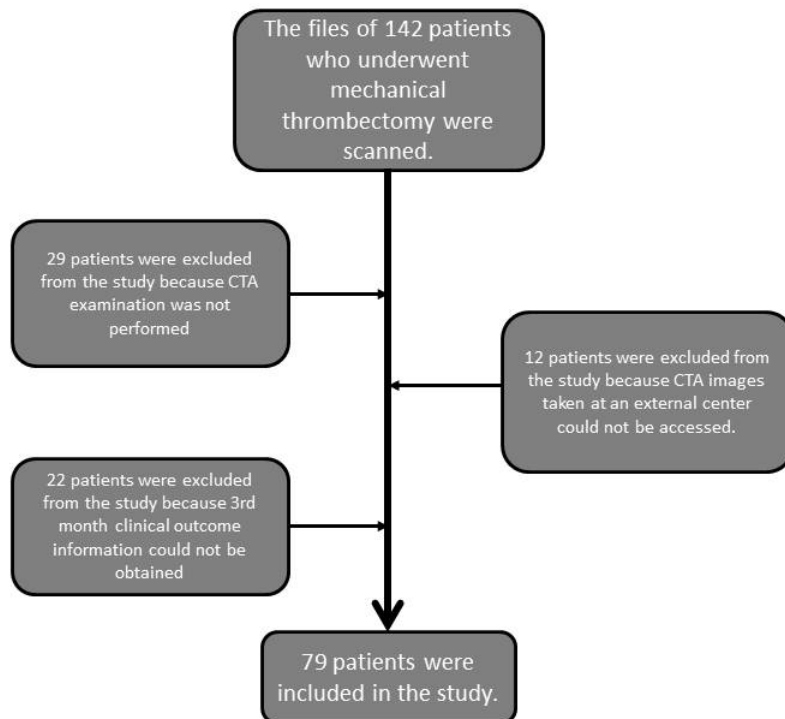 The files of 142 patients
who underwent
mechanical
thrombectomy were
scanned.
29 patients were excluded
from the study because CTA
examination was not
performed
12 patients were excluded from
the study because CTA images
taken at an external center
could not be accessed.
22 patients were excluded
from the study because 3rd
month clinical outcome
information could not be
obtained
79 patients were
included in the study.